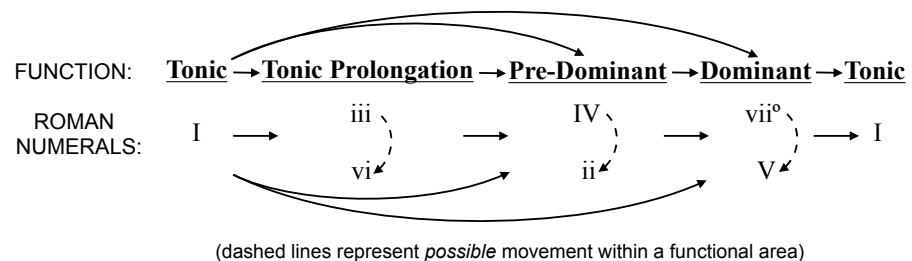 FUNCTION: Tonic Tonic Prolongation Pre-Dominant Dominant Tonic
ROMAN NUMERALS: I iii IV viiº I
vi ii V
(dashed lines represent possible movement within a functional area)